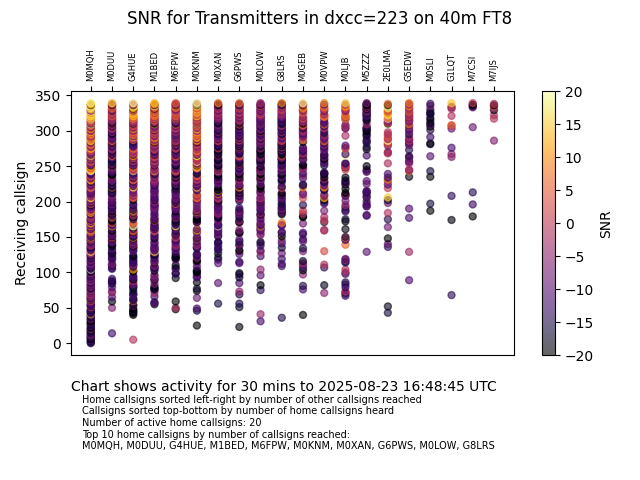 SNR for Transmitters in dxcc=223 on 40m FT8
M0MQH M0DUU G4HUE M1BED M6FPW M0KNM M0XAN G6PWS M0LOW G8LRS M0GEB M0VPW M0LJB M5ZZZ 2E0LMA G5EDW M0SLI G1LQT M7CSI M7IJS
350
300
250
200
150
100
50
0
Receiving callsign
20
15
10
5
0
−5
−10
−15
−20
SNR
Chart shows activity for 30 mins to 2025-08-23 16:48:45 UTC
Home callsigns sorted left-right by number of other callsigns reached
Callsigns sorted top-bottom by number of home callsigns heard
Number of active home callsigns: 20
Top 10 home callsigns by number of callsigns reached:
M0MQH, M0DUU, G4HUE, M1BED, M6FPW, M0KNM, M0XAN, G6PWS, M0LOW, G8LRS